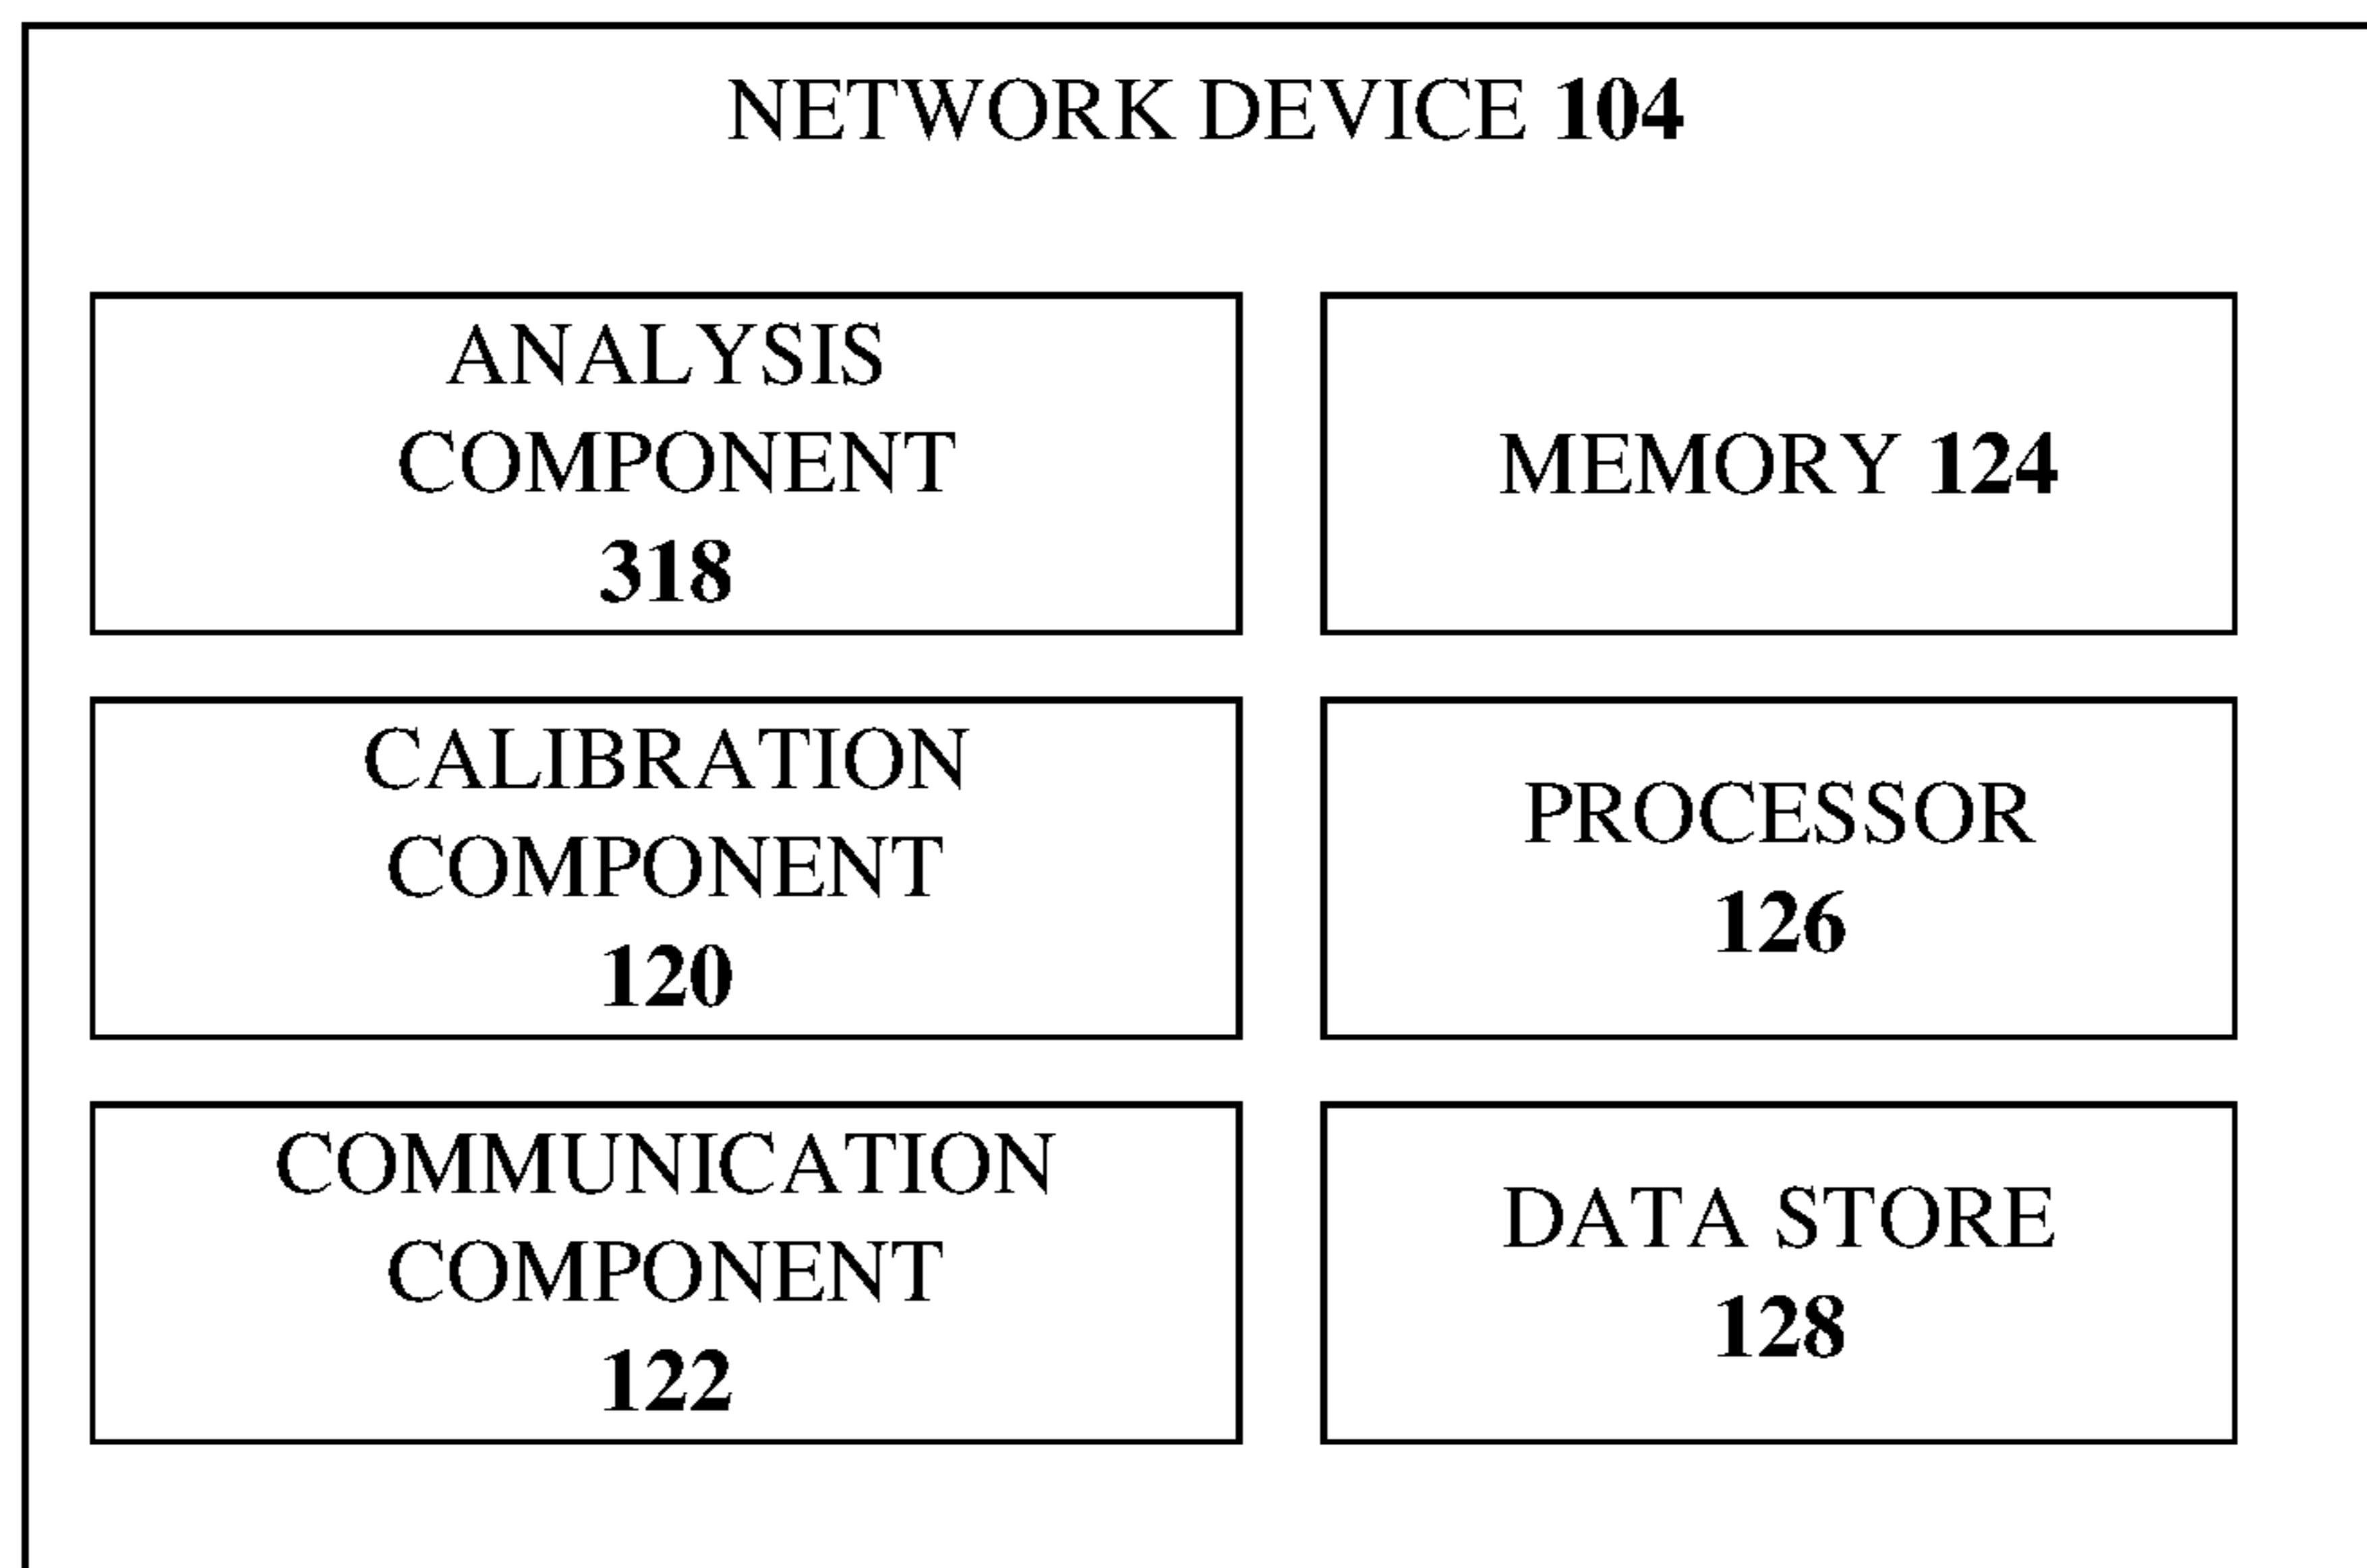 NETWORK DEVICE 104
ANALYSIS
COMPONENT
318
MEMORY 124
CALIBRATION
COMPONENT
120
PROCESSOR
126
COMMUNICATION
COMPONENT
122
DATA STORE
128